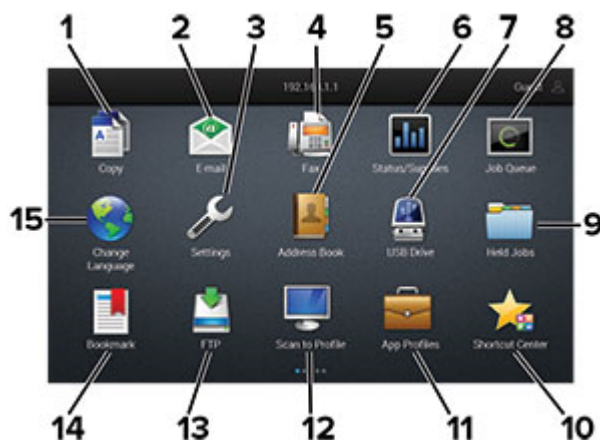 1 2 3 4 5 6 7 8
192.168.1.1 Guest
Copy E-mail Fax Status/Supplies Job Queue
15 9
Change Language Settings Address Book USB Drive Held Jobs
Bookmark FTP Scan to Profile App Profiles Shortcut Center
14 13 12 11 10